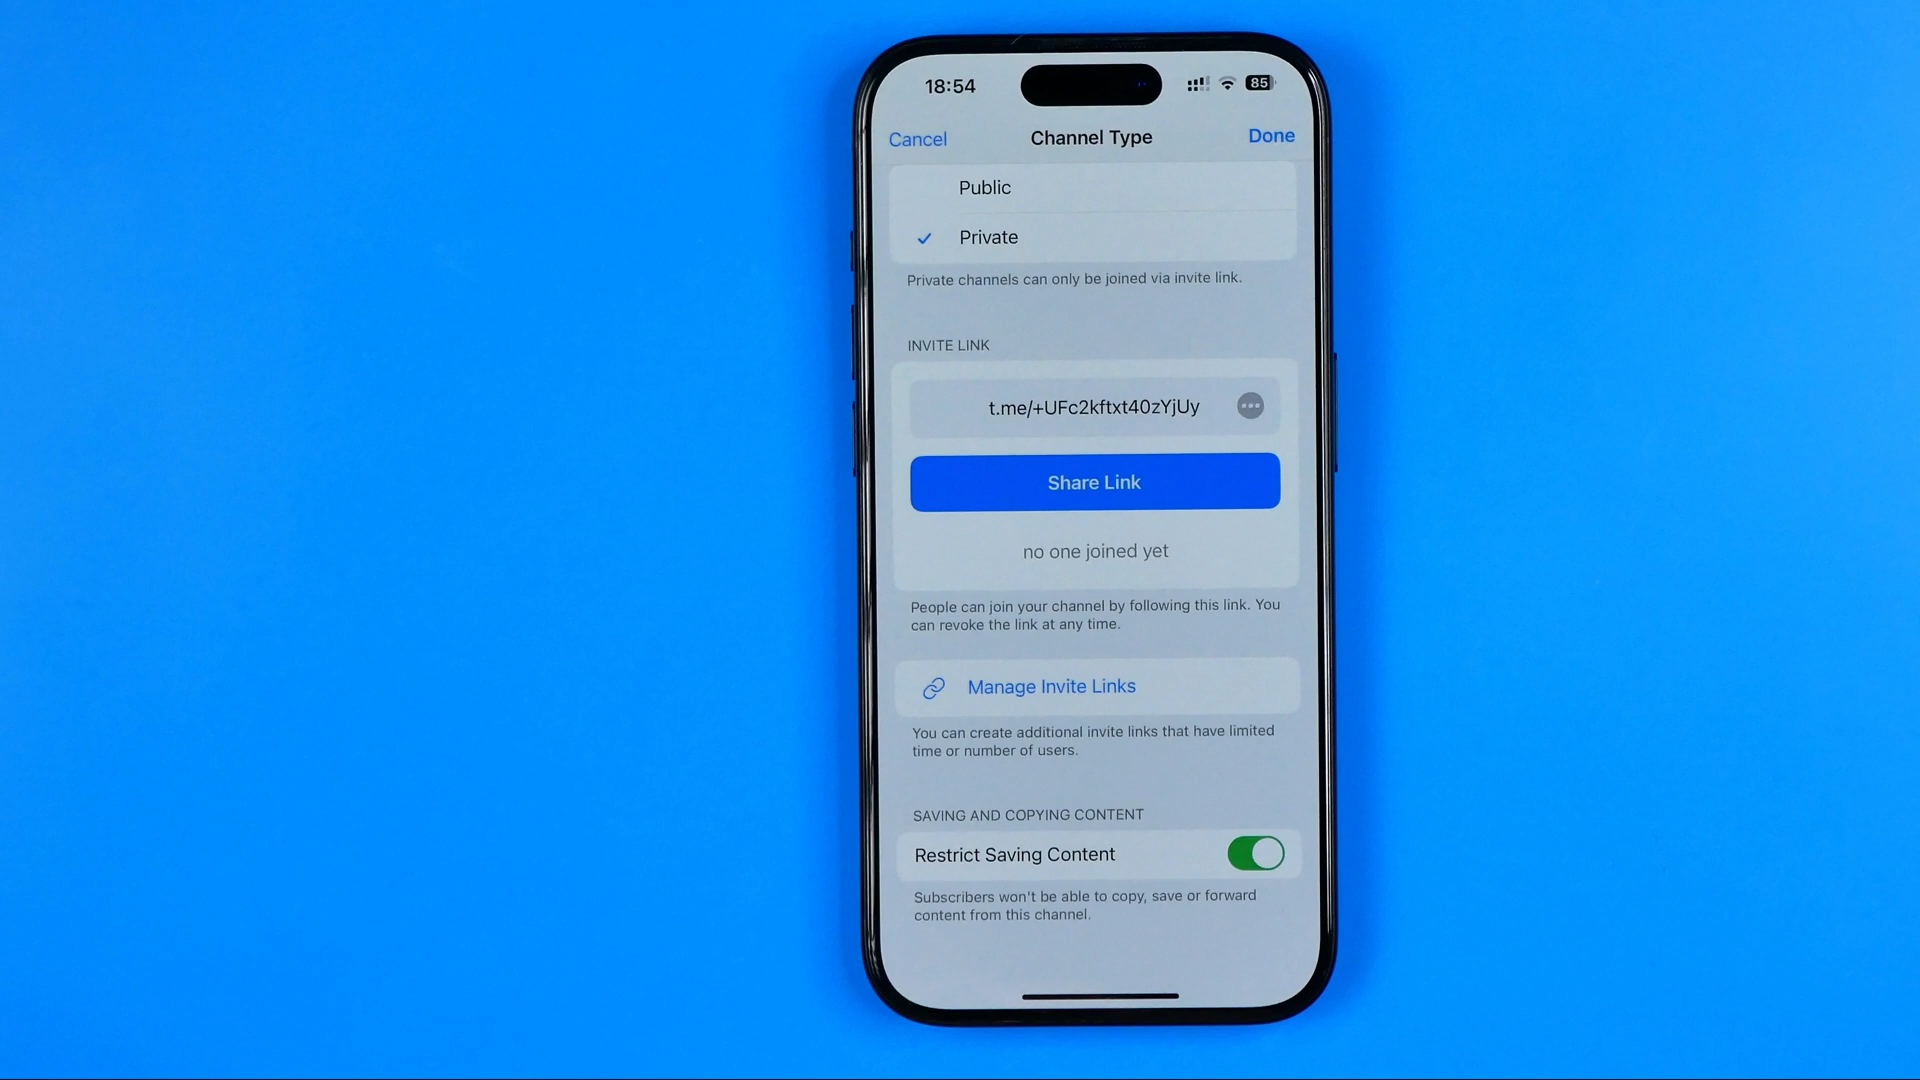 18:54
85
Cancel
Channel Type
Done
Public
Private
Private channels can only be joined via invite link.
INVITE LINK
t.me/+UFc2kftxt40zYjUy
Share Link
no one joined yet
People can join your channel by following this link. You
can revoke the link at any time.
Manage Invite Links
You can create additional invite links that have limited
time or number of users.
SAVING AND COPYING CONTENT
Restrict Saving Content
Subscribers won't be able to copy, save or forward
content from this channel.